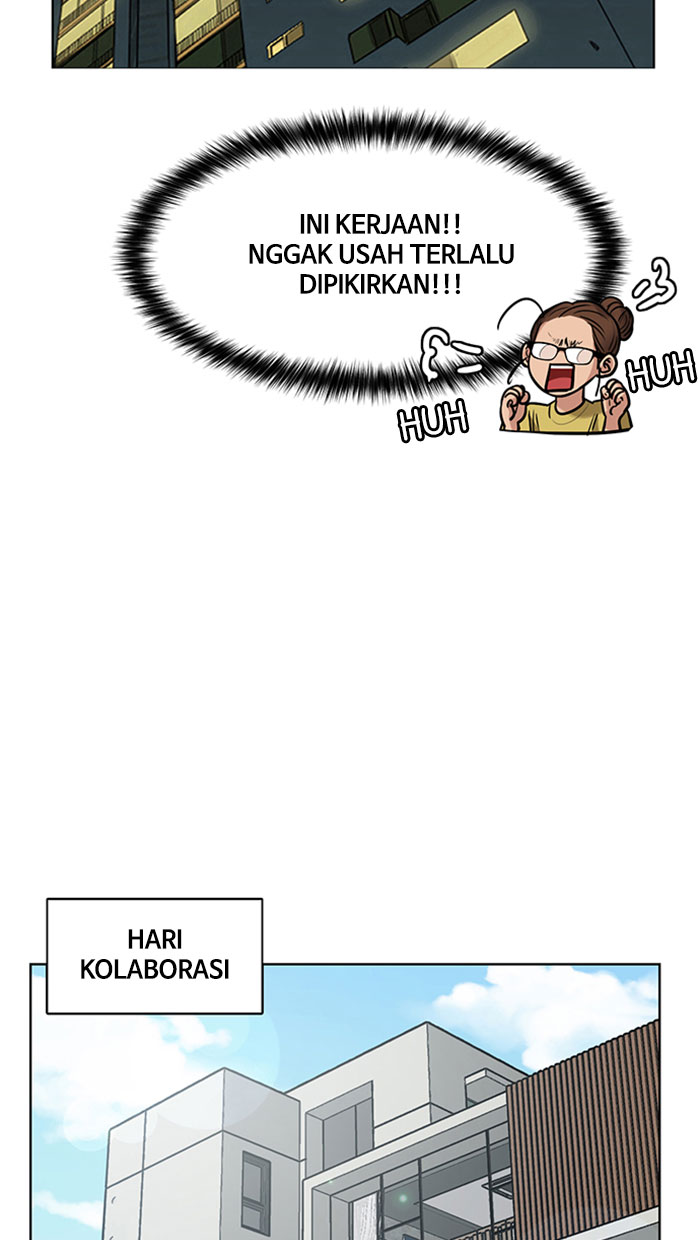 INI KERJAAN!!
NGGAK USAH TERLALU
DIPIKIRKAN!!!
HUH
HUH
HARI
KOLABORASI